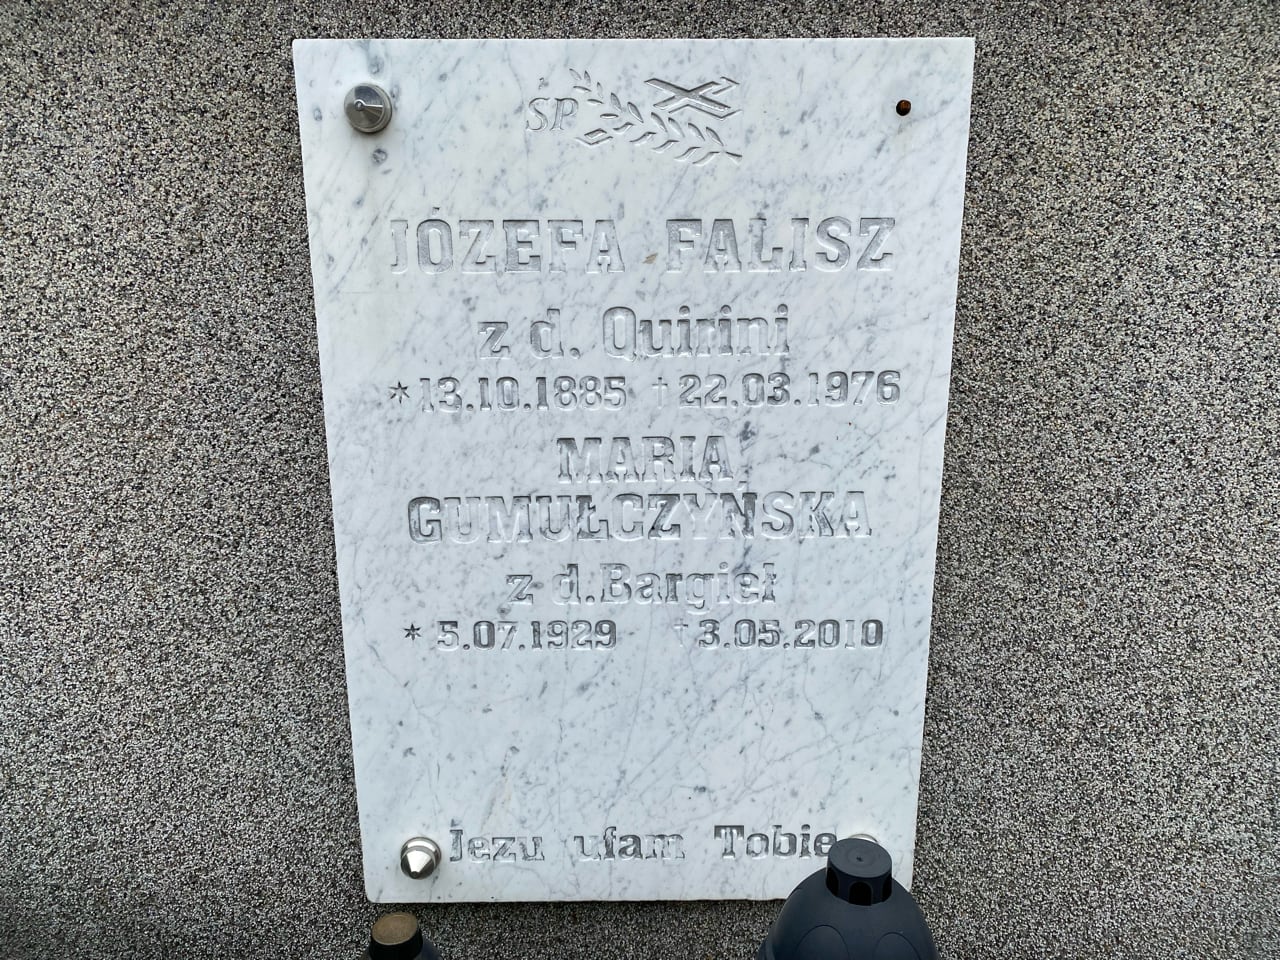 ŚP
JÓZEFA FALISZ
z d. Quirini
* 13.10.1885 † 22.03.1976
MARIA
GUMUŁCZYŃSKA
z d. Bargieł
* 5.07.1929 † 3.05.2010
Jezu ufam Tobie